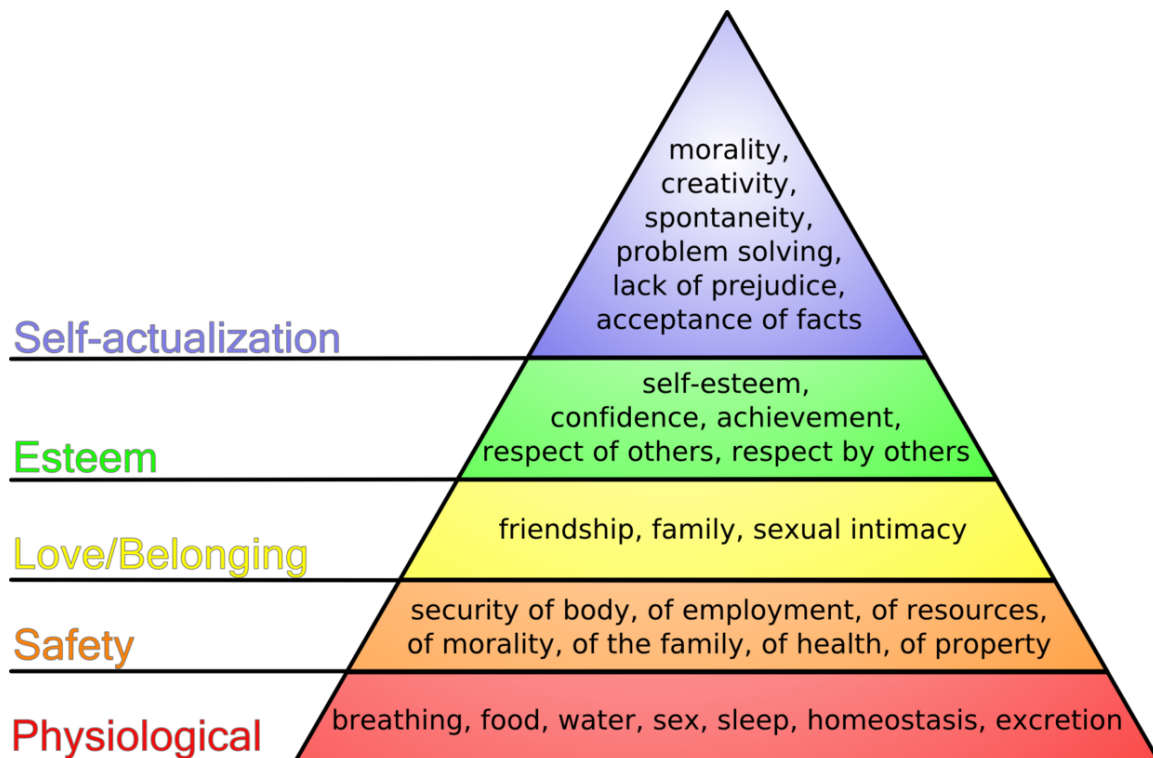 morality,
creativity,
spontaneity,
problem solving,
lack of prejudice,
acceptance of facts
Self-actualization
self-esteem,
confidence, achievement,
respect of others, respect by others
Esteem
friendship, family, sexual intimacy
Love/Belonging
security of body, of employment, of resources,
of morality, of the family, of health, of property
Safety
breathing, food, water, sex, sleep, homeostasis, excretion
Physiological